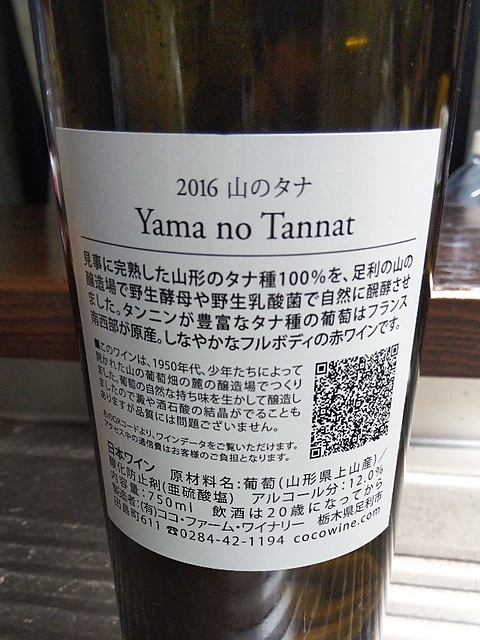 2016 山のタナ
Yama no Tannat
見事に完熟した山形のタナ種100%を、足利の山の
醸造場で野生酵母や野生乳酸菌で自然に醗酵させ
ました。タンニンが豊富なタナ種の葡萄はフランス
南西部が原産。しなやかなフルボディの赤ワインです。
■このワインは、1950年代、少年たちによって
開かれた山の葡萄畑の麓の醸造場でつくり
ました。葡萄の自然な持ち味を生かして醸造し
ましたので澱や酒石酸の結晶がでることも
ありますが品質には問題ございません。
右のQRコードより、ワインデータをご覧いただけます。
アクセス中の通信費はお客様のご負担となります。
日本ワイン 原材料名:葡萄(山形県上山産)/
酸化防止剤(亜硫酸塩) アルコール分:12.0%
内容量:750ml 飲酒は20歳になってから
製造者:(有)ココ・ファーム・ワイナリー 栃木県足利市
田島町611 ☎0284-42-1194 cocowine.com